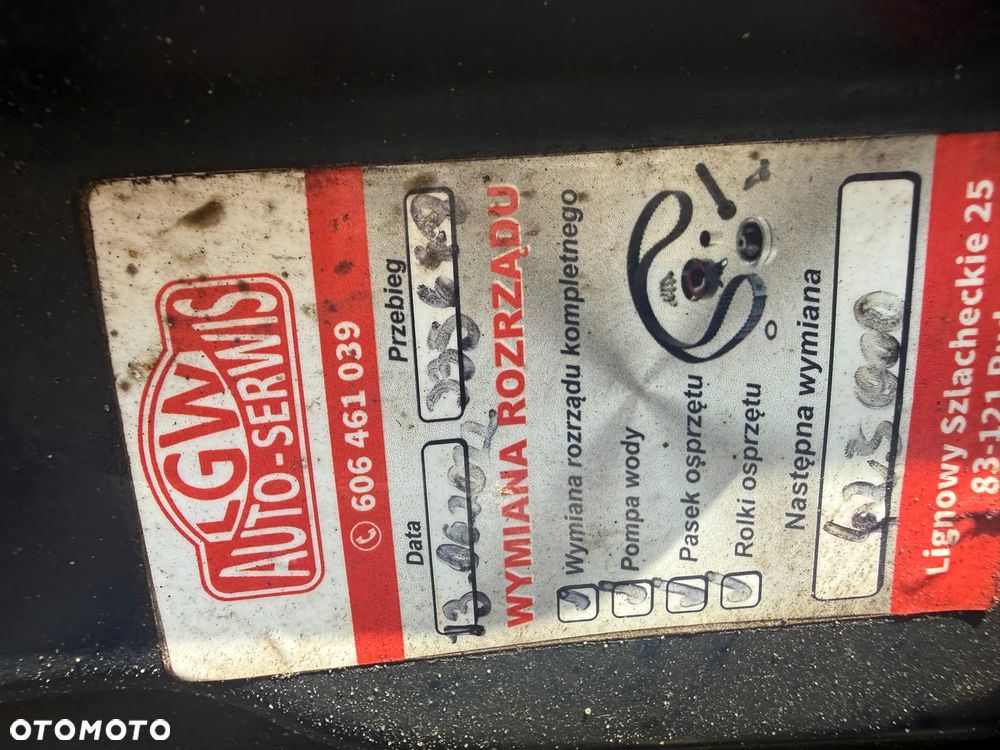 LGW
AUTO-SERWIS
606 461 039
Data
Przebieg
WYMIANA ROZRZĄDU
Wymiana rozrządu kompletnego
Pompa wody
Pasek osprzętu
Rolki osprzętu
Następna wymiana
Lignowy Szlacheckie 25
83-121
OTOMOTO